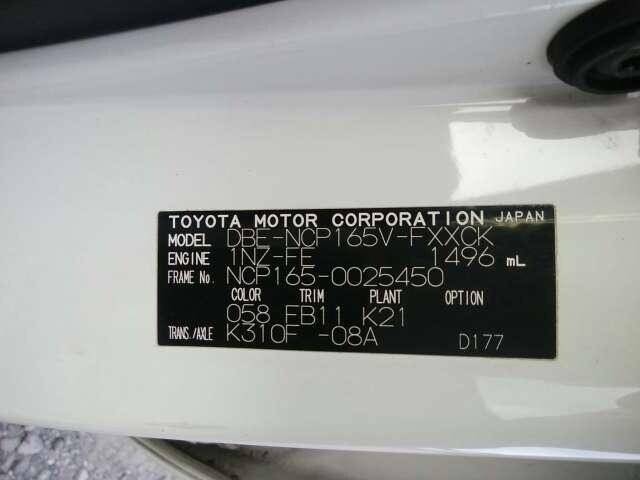 TOYOTA MOTOR CORPORATION JAPAN
MODEL DBE-NCP165V-FXXCK
ENGINE 1NZ-FE 1496 mL
FRAME No. NCP165-0025450
COLOR TRIM PLANT OPTION
058 FB11 K21
TRANS./AXLE K310F -08A D177